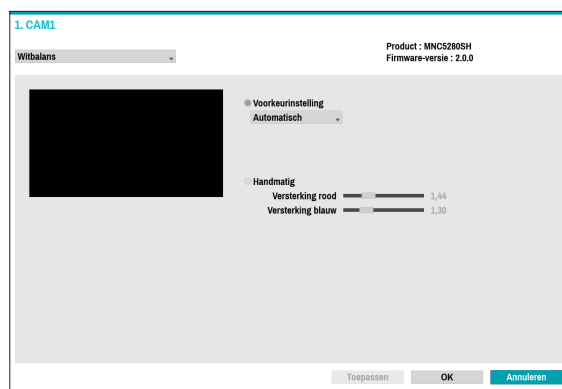 1. CAM1
Witbalans
Product : MNC5280SH
Firmware-versie : 2.0.0
Voorkeurinstelling
Automatisch
Handmatig
Versterking rood 1,44
Versterking blauw 1,30
Toepassen OK Annuleren